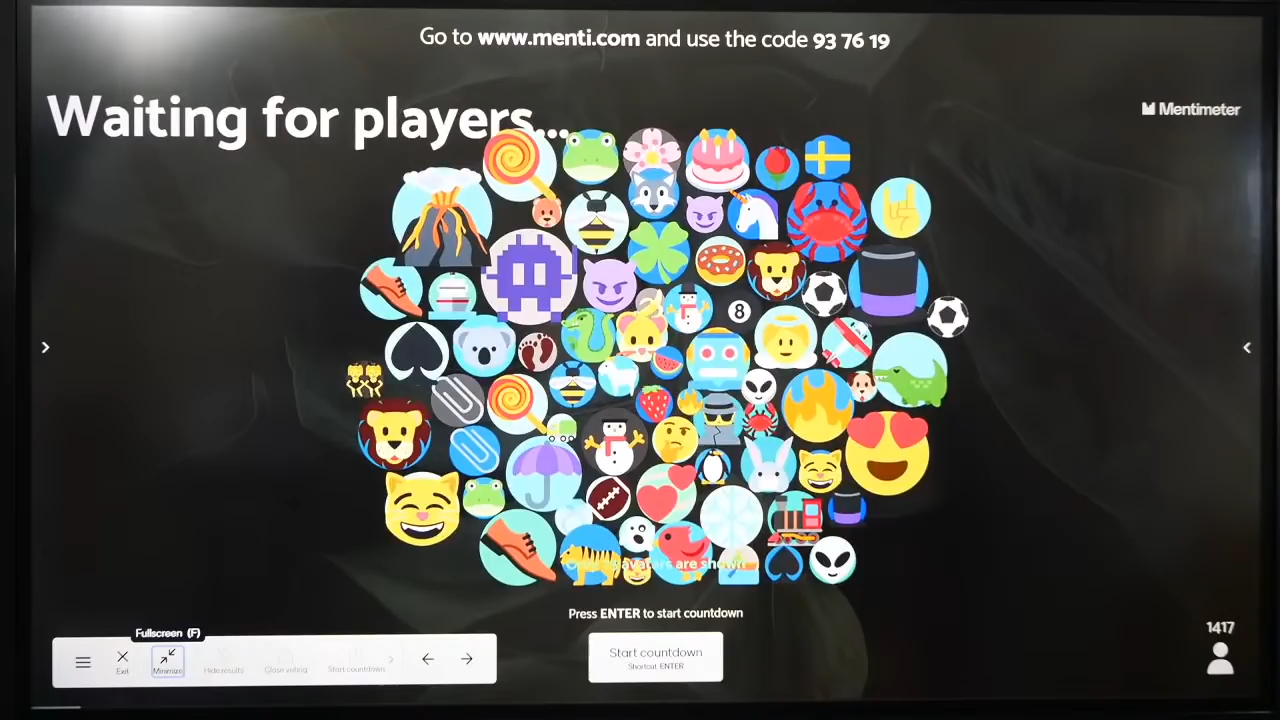 Go to www.menti.com and use the code 93 76 19
Waiting for players...
Mentimeter
8
avatars are shown
Press ENTER to start countdown
Fullscreen (F)
Exit
Minimize
Hide results
Close voting
Start countdown
Start countdown
Shortcut ENTER
1417